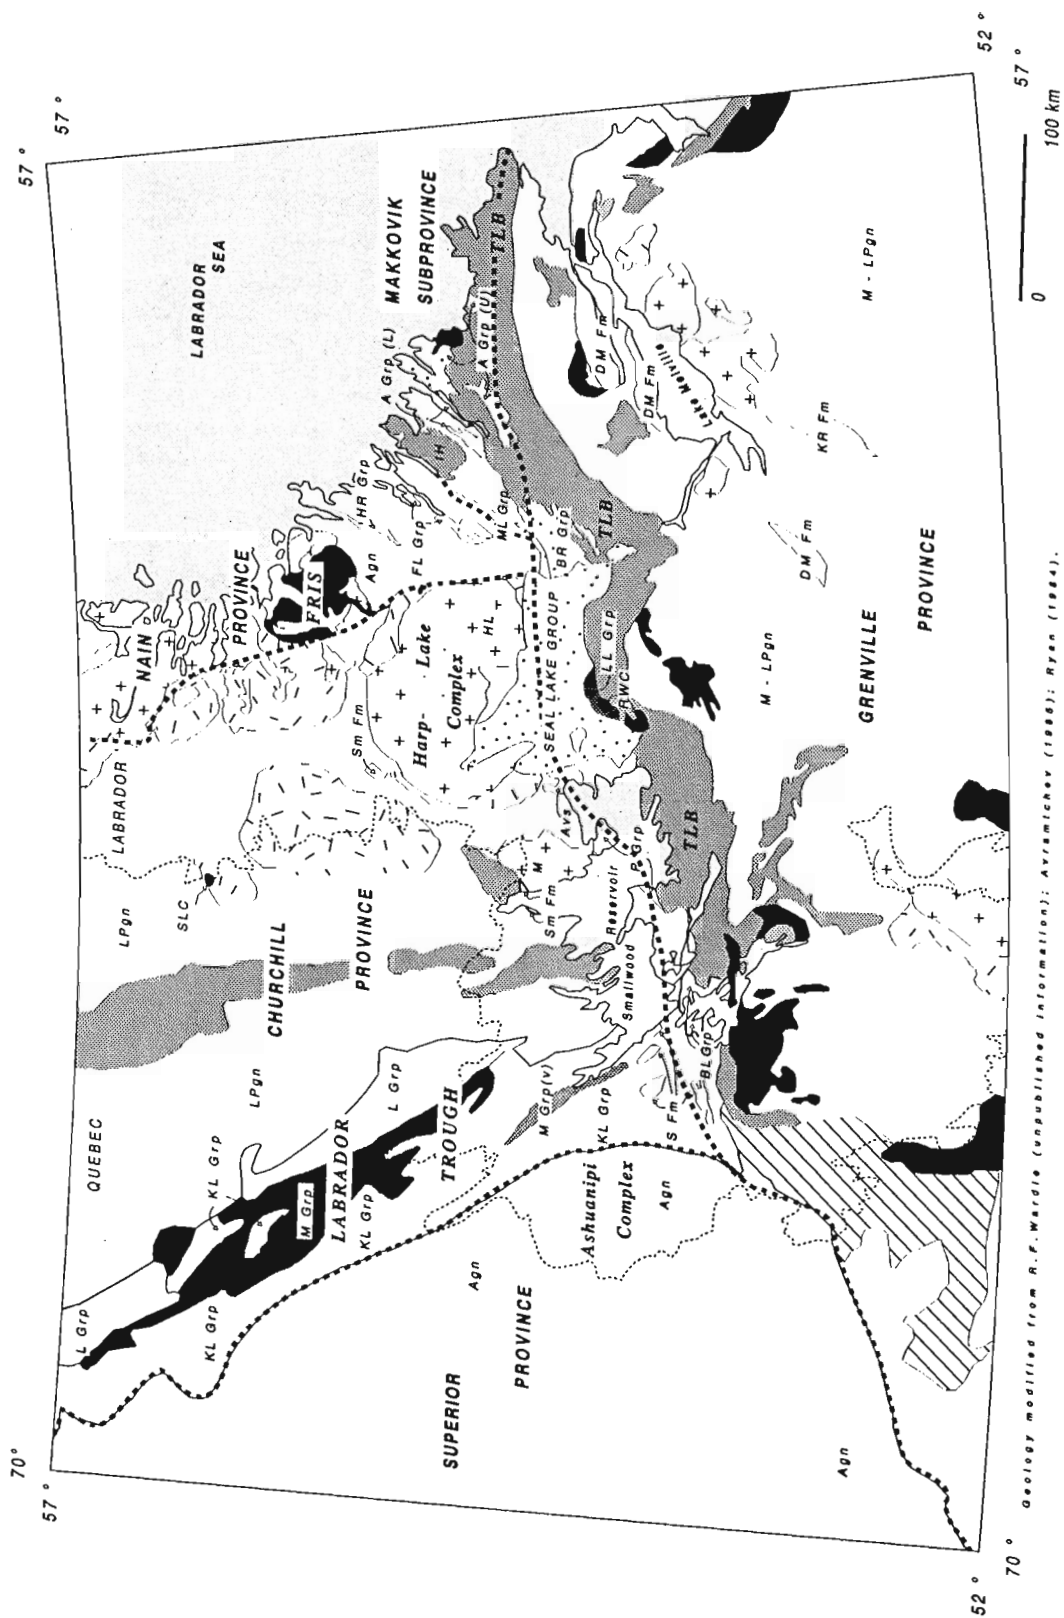 70°
57°
57°
57°
QUEBEC
LABRADOR
NAIN
PROVINCE
LABRADOR
SEA
L Grp
KL Grp
KL Grp
M Grp
LPgn
LPgn
SLC
FRIS
Agn
HR Grp
FL Grp
IH
A Grp (L)
MAKKOVIK
SUBPROVINCE
LABRADOR
TROUGH
KL Grp
L Grp
CHURCHILL
PROVINCE
Sm Fm
Harp - Lake
Complex
HL
ML Grp
A Grp (U)
TLB
SUPERIOR
PROVINCE
Agn
Ashuanipi
Complex
Agn
M Grp(v)
KL Grp
S Fm
Smallwood
Reservoir
Sm Fm
M
Avs
SEAL LAKE GROUP
BR Grp
TLB
LL Grp
RWC
P Grp
TLB
BLGrp
DM Fm
DM Fm
Lake Melville
M - LPgn
M - LPgn
DM Fm
KR Fm
GRENVILLE
PROVINCE
Agn
52°
70°
52°
57°
0 100 km
Geology modified from R.F.Wardle (unpublished information); Avramtchev (1985); Ryan (1984).